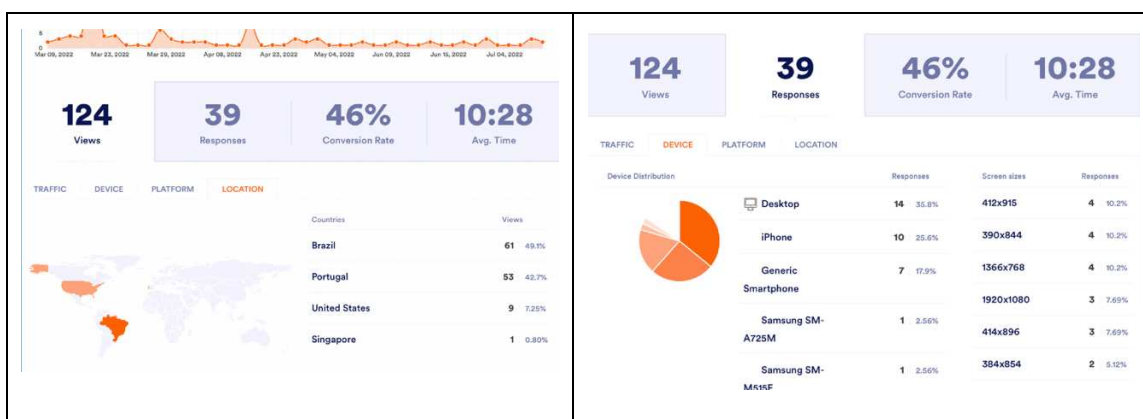 6
0
Mar 09, 2022 Mar 23, 2022 Mar 29, 2022 Apr 08, 2022 Apr 23, 2022 May 04, 2022 Jun 09, 2022 Jun 15, 2022 Jul 04, 2022
124 39 46% 10:28
Views Responses Conversion Rate Avg. Time
TRAFFIC DEVICE PLATFORM LOCATION
Countries Views
Brazil 61 49.1%
Portugal 53 42.7%
United States 9 7.25%
Singapore 1 0.80%
124 39 46% 10:28
Views Responses Conversion Rate Avg. Time
TRAFFIC DEVICE PLATFORM LOCATION
Device Distribution Responses Screen sizes Responses
Desktop 14 35.8% 412x915 4 10.2%
iPhone 10 25.6% 390x844 4 10.2%
Generic 7 17.9% 1366x768 4 10.2%
Smartphone
1920x1080 3 7.69%
Samsung SM- 1 2.56%
A725M 414x896 3 7.69%
Samsung SM- 1 2.56% 384x854 2 5.12%
M515F